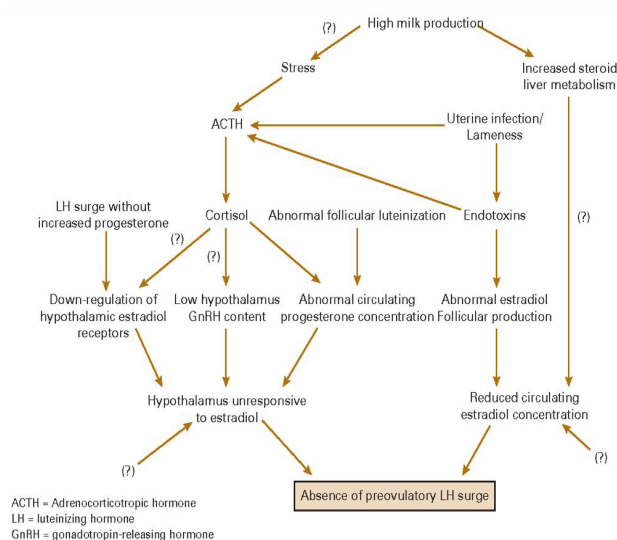 High milk production
(?)
Stress
Increased steroid
liver metabolism
ACTH
Uterine infection/
Lameness
LH surge without
increased progesterone
Cortisol
Abnormal follicular luteinization
Endotoxins
(?)
(?)
(?)
Down-regulation of
hypothalamic estradiol
receptors
Low hypothalamus
GnRH content
Abnormal circulating
progesterone concentration
Abnormal estradiol
Follicular production
Hypothalamus unresponsive
to estradiol
Reduced circulating
estradiol concentration
(?)
(?)
Absence of preovulatory LH surge
ACTH = Adrenocorticotropic hormone
LH = luteinizing hormone
GnRH = gonadotropin-releasing hormone